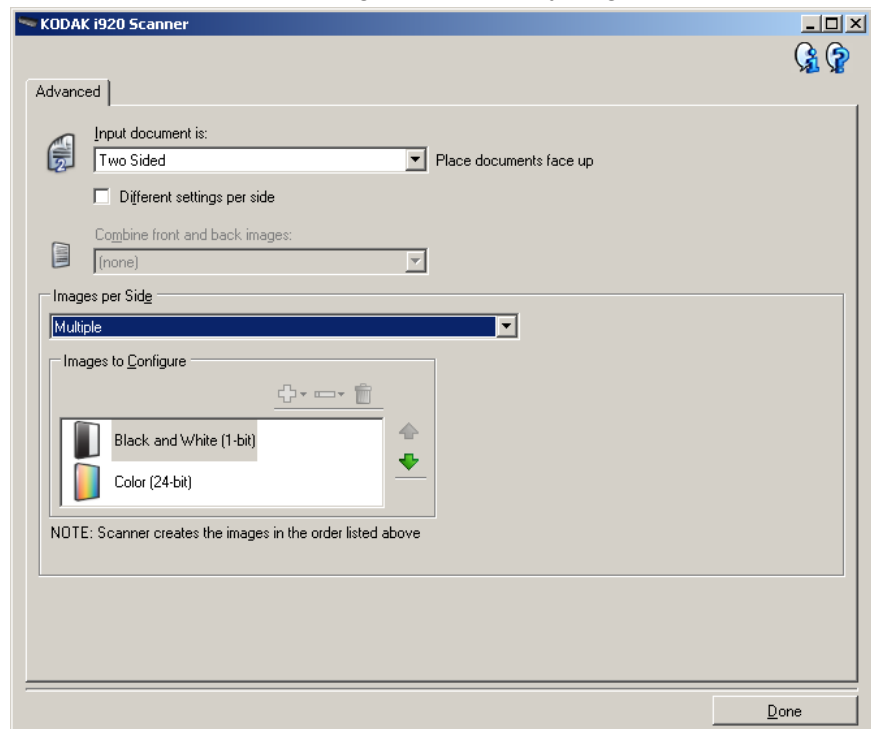 KODAK i920 Scanner
Advanced
Input document is:
Two Sided
Place documents face up
Different settings per side
Combine front and back images:
(none)
Images per Side
Multiple
Images to Configure
Black and White (1-bit)
Color (24-bit)
NOTE: Scanner creates the images in the order listed above
Done